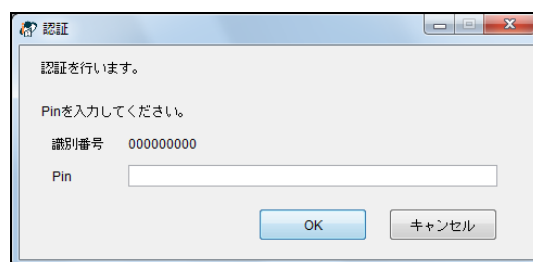 認証
認証を行います。
Pinを入力してください。
識別番号 000000000
Pin
OK キャンセル